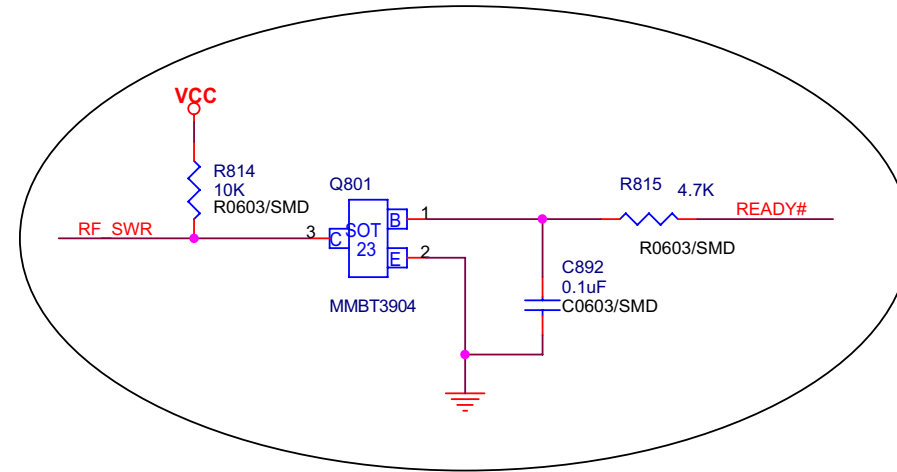 VCC
R814
10K
R0603/SMD
RF_SWR
Q801
3
C
SOT
23
B
1
E
2
MMBT3904
R815
4.7K
READY#
R0603/SMD
C892
0.1uF
C0603/SMD